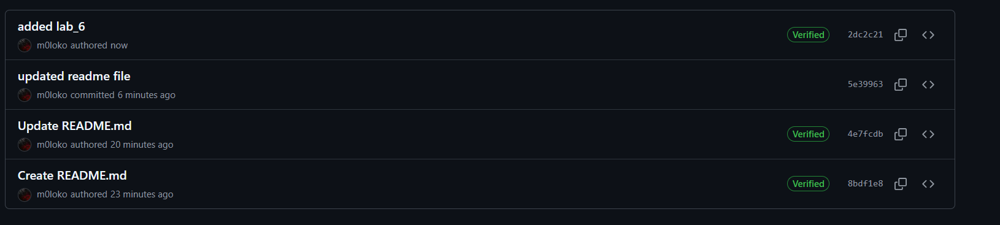 added lab_6
m0loko authored now
Verified
2dc2c21
updated readme file
m0loko committed 6 minutes ago
5e39963
Update README.md
m0loko authored 20 minutes ago
Verified
4e7fcdb
Create README.md
m0loko authored 23 minutes ago
Verified
8bdf1e8